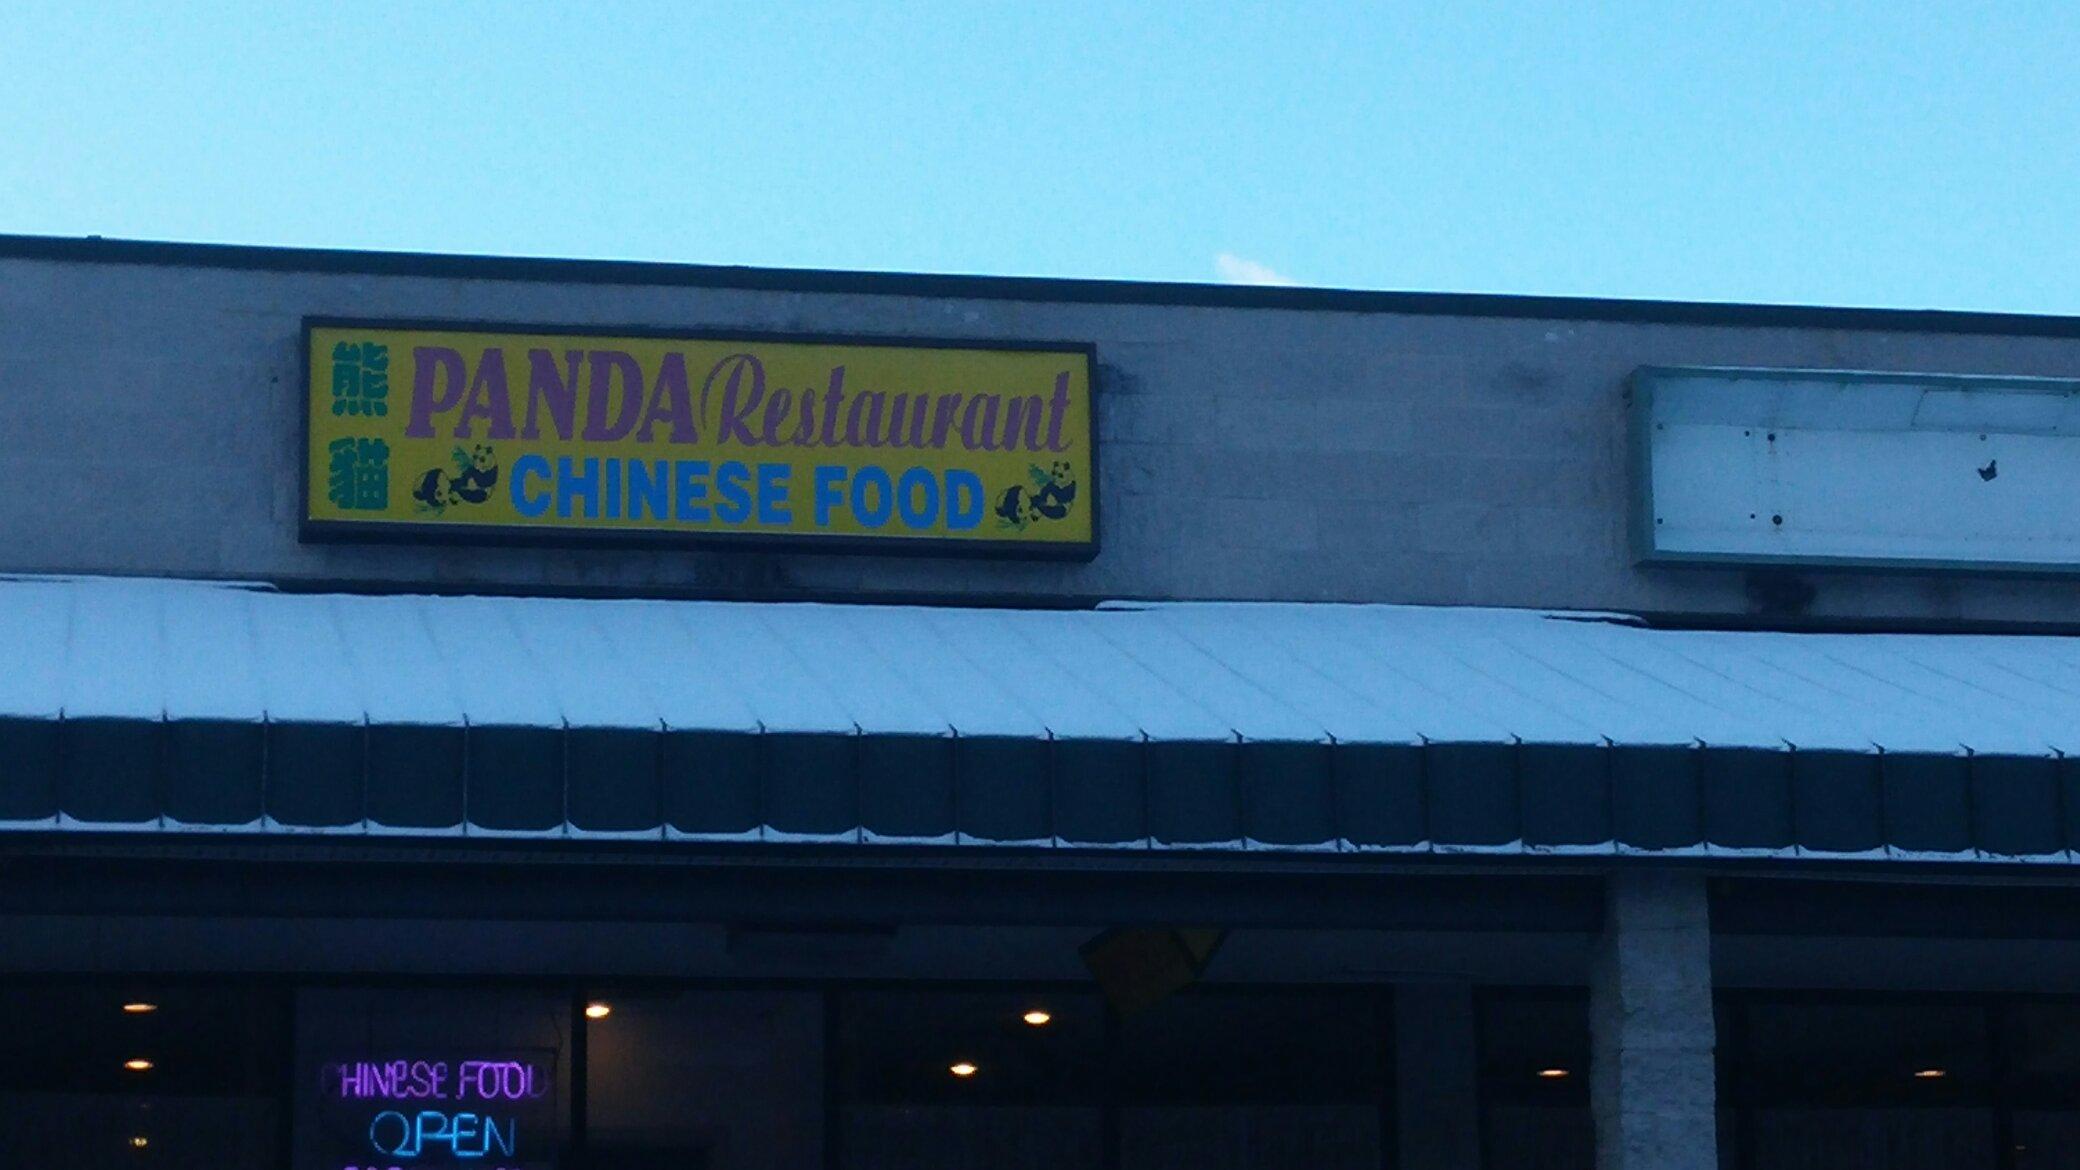 熊貓
PANDA Restaurant
CHINESE FOOD
CHINESE FOOD
OPEN